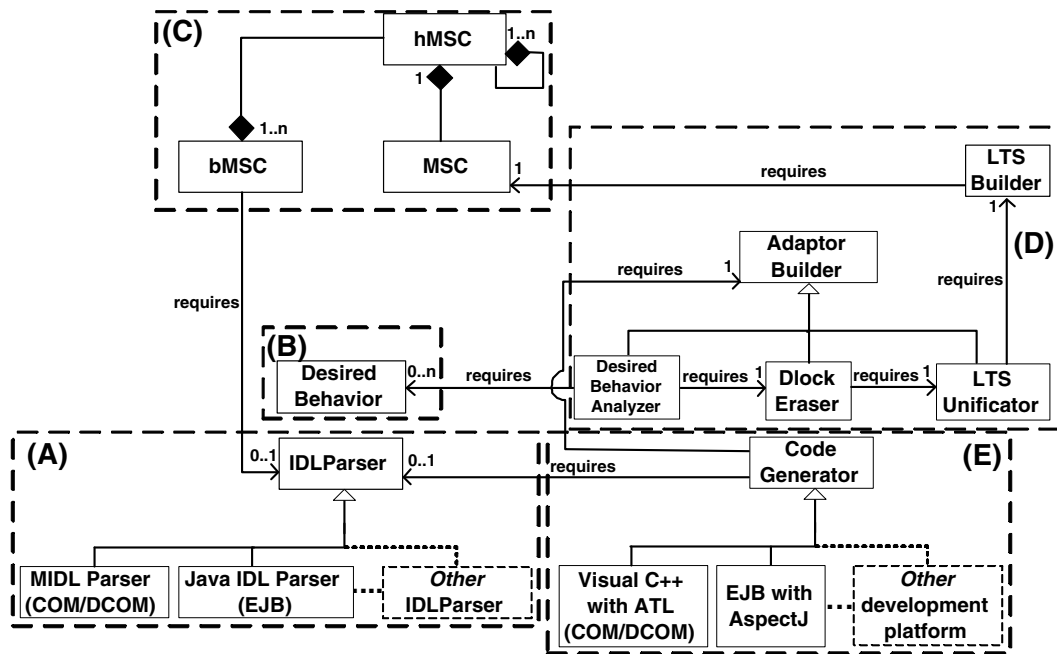 (C)
hMSC
1..n
1
1..n
bMSC
MSC
1
requires
LTS
Builder
1
(D)
Adaptor
Builder
requires
1
requires
(B)
Desired
Behavior
0..n
requires
Desired
Behavior
Analyzer
requires
1
Dlock
Eraser
requires
1
LTS
Unificator
(A)
IDLParser
0..1
0..1
requires
Code
Generator
(E)
MIDL Parser
(COM/DCOM)
Java IDL Parser
(EJB)
Other
IDLParser
Visual C++
with ATL
(COM/DCOM)
EJB with
AspectJ
Other
development
platform